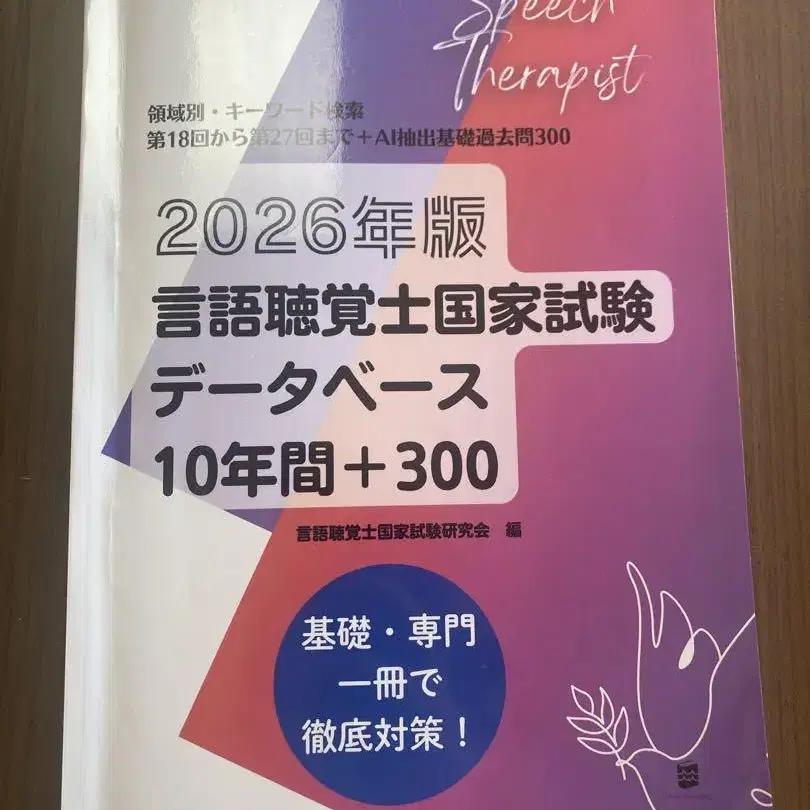 Speech
Therapist
領域別・キーワード検索
第18回から第27回まで+AI抽出基礎過去問300
2026年版
言語聴覚士国家試験
データベース
10年間+300
言語聴覚士国家試験研究会 編
基礎・専門
一冊で
徹底対策!